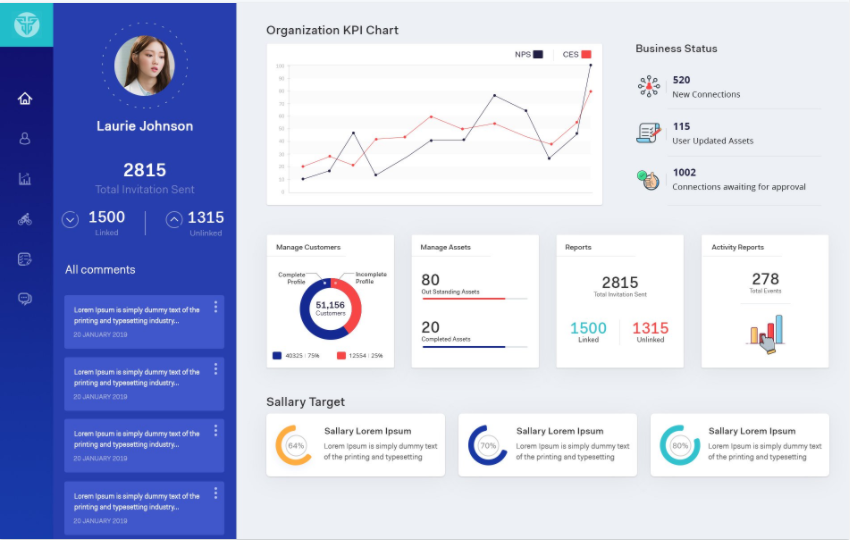 Laurie Johnson
2815
Total Invitation Sent
1500
Linked
1315
Unlinked
All comments
Lorem Ipsum is simply dummy text of the
printing and typesetting industry...
20 JANUARY 2019
Lorem Ipsum is simply dummy text of the
printing and typesetting industry...
20 JANUARY 2019
Lorem Ipsum is simply dummy text of the
printing and typesetting industry...
20 JANUARY 2019
Lorem Ipsum is simply dummy text of the
printing and typesetting industry...
20 JANUARY 2019
Organization KPI Chart
NPS
CES
100
90
80
70
60
50
40
30
20
10
0
Business Status
520
New Connections
115
User Updated Assets
1002
Connections awaiting for approval
Manage Customers
Complete
Profile
Incomplete
Profile
51,156
Customers
40325 : 75%
12554 : 25%
Manage Assets
80
Out Sstanding Assets
20
Completed Assets
Reports
2815
Total Invitation Sent
1500
Linked
1315
Unlinked
Activity Reports
278
Total Events
Sallary Target
64%
Sallary Lorem Ipsum
Lorem Ipsum is simply dummy text
of the printing and typesetting
70%
Sallary Lorem Ipsum
Lorem Ipsum is simply dummy text
of the printing and typesetting
80%
Sallary Lorem Ipsum
Lorem Ipsum is simply dummy text
of the printing and typesetting